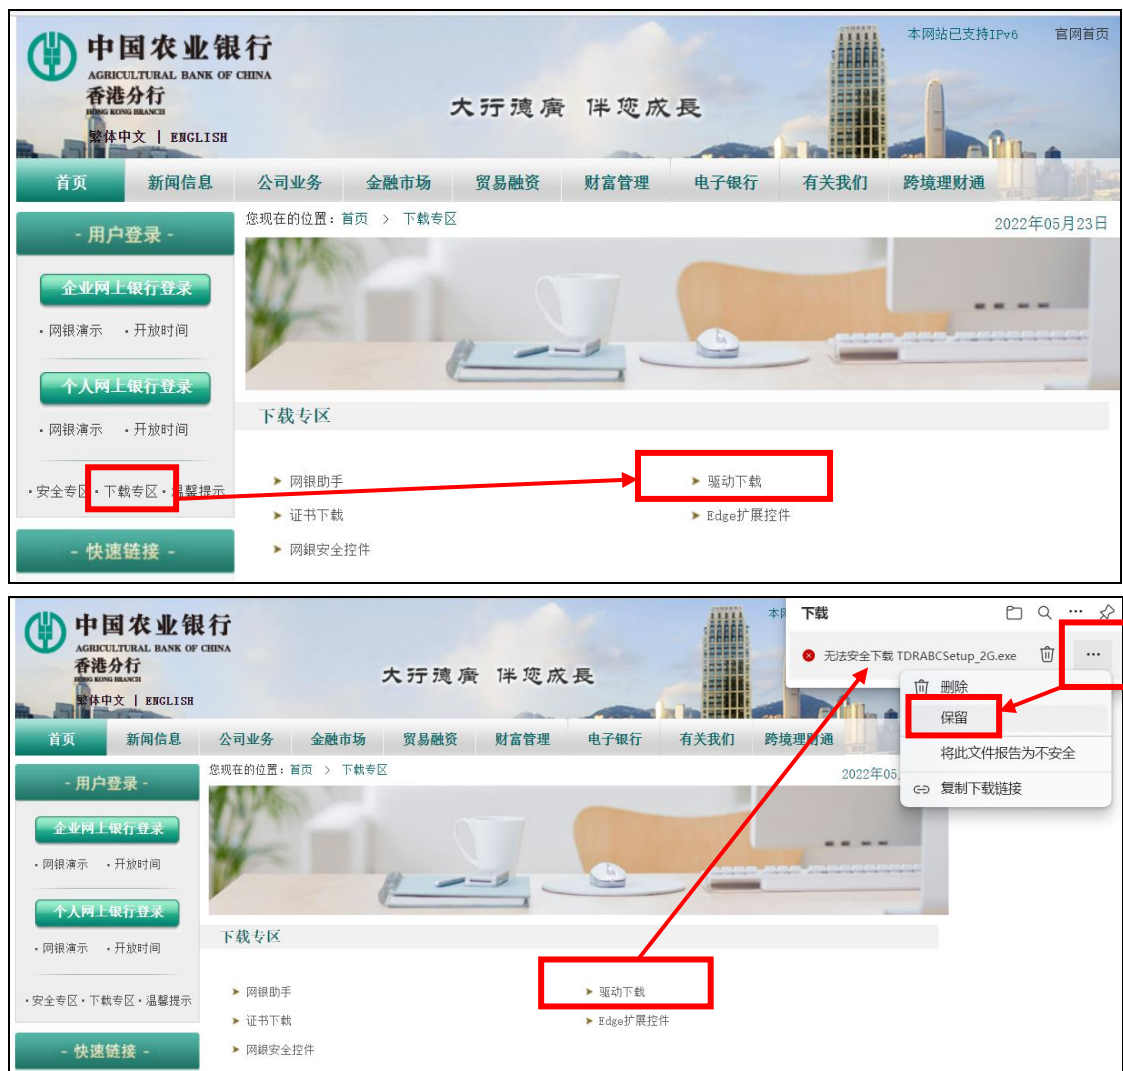 本网站已支持IPv6 官网首页
中国农业银行
AGRICULTURAL BANK OF CHINA
香港分行
HONG KONG BRANCH
大行德廣 伴您成長
繁体中文 | ENGLISH
首页 新闻信息 公司业务 金融市场 贸易融资 财富管理 电子银行 有关我们 跨境理财通
您现在的位置：首页 > 下载专区
2022年05月23日
- 用户登录 -
企业网上银行登录
·网银演示 ·开放时间
个人网上银行登录
·网银演示 ·开放时间
·安全专区·下载专区·温馨提示
- 快速链接 -
下载专区
网银助手 驱动下载
证书下载 Edge扩展控件
网銀安全控件
中国农业银行
AGRICULTURAL BANK OF CHINA
香港分行
HONG KONG BRANCH
大行德廣 伴您成長
繁体中文 | ENGLISH
本
下载
无法安全下载 TDRABCSetup_2G.exe
删除
保留
将此文件报告为不安全
复制下载链接
首页 新闻信息 公司业务 金融市场 贸易融资 财富管理 电子银行 有关我们 跨境理财通
您现在的位置：首页 > 下载专区
2022年05
- 用户登录 -
企业网上银行登录
·网银演示 ·开放时间
个人网上银行登录
·网银演示 ·开放时间
·安全专区·下载专区·温馨提示
- 快速链接 -
下载专区
网银助手 驱动下载
证书下载 Edge扩展控件
网銀安全控件